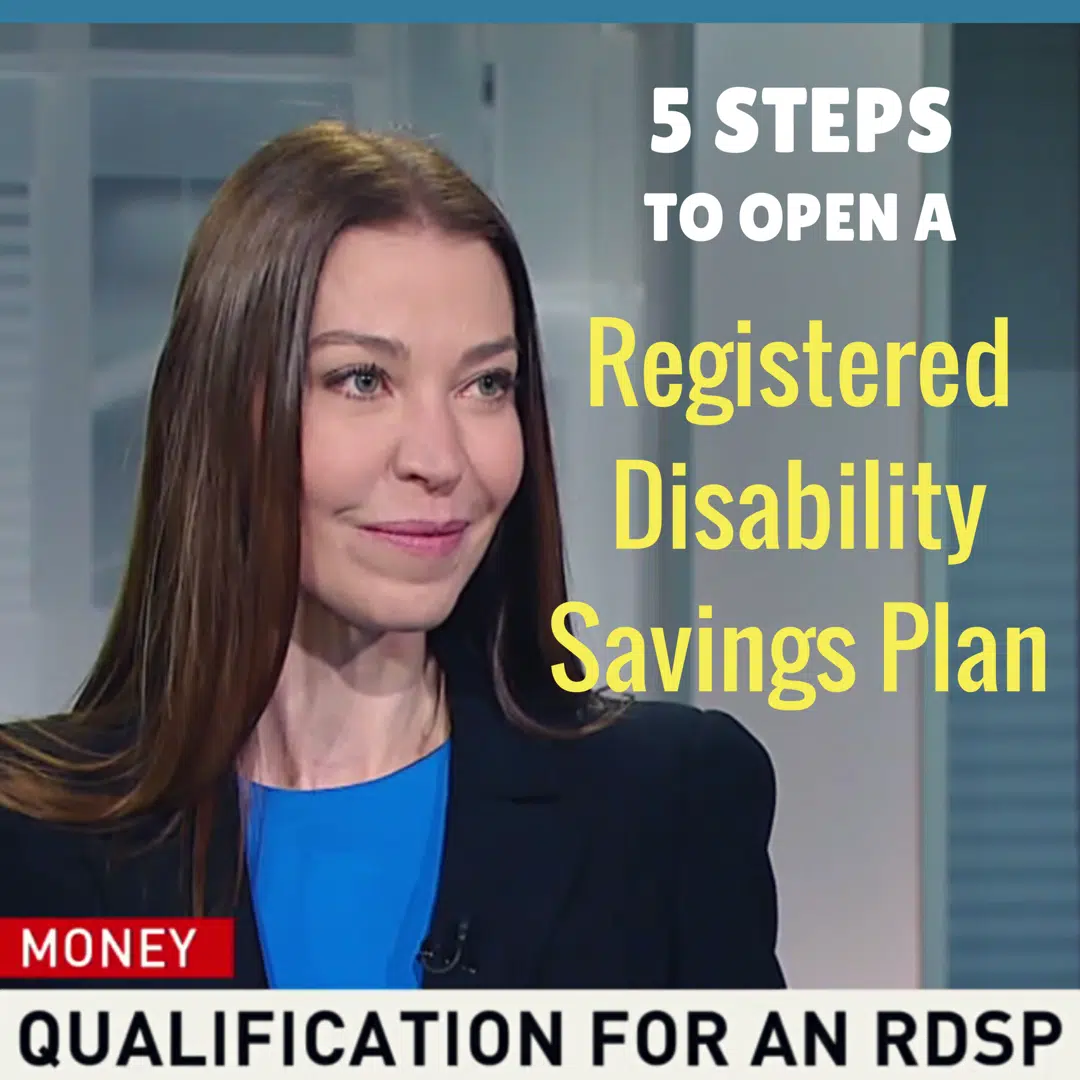 5 STEPS
TO OPEN A
Registered
Disability
Savings Plan
MONEY
QUALIFICATION FOR AN RDSP